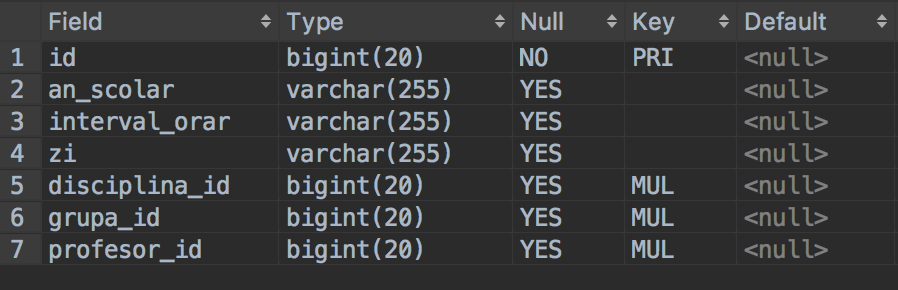 Field Type Null Key Default
1 id bigint(20) NO PRI <null>
2 an_scolar varchar(255) YES <null>
3 interval_orar varchar(255) YES <null>
4 zi varchar(255) YES <null>
5 disciplina_id bigint(20) YES MUL <null>
6 grupa_id bigint(20) YES MUL <null>
7 profesor_id bigint(20) YES MUL <null>